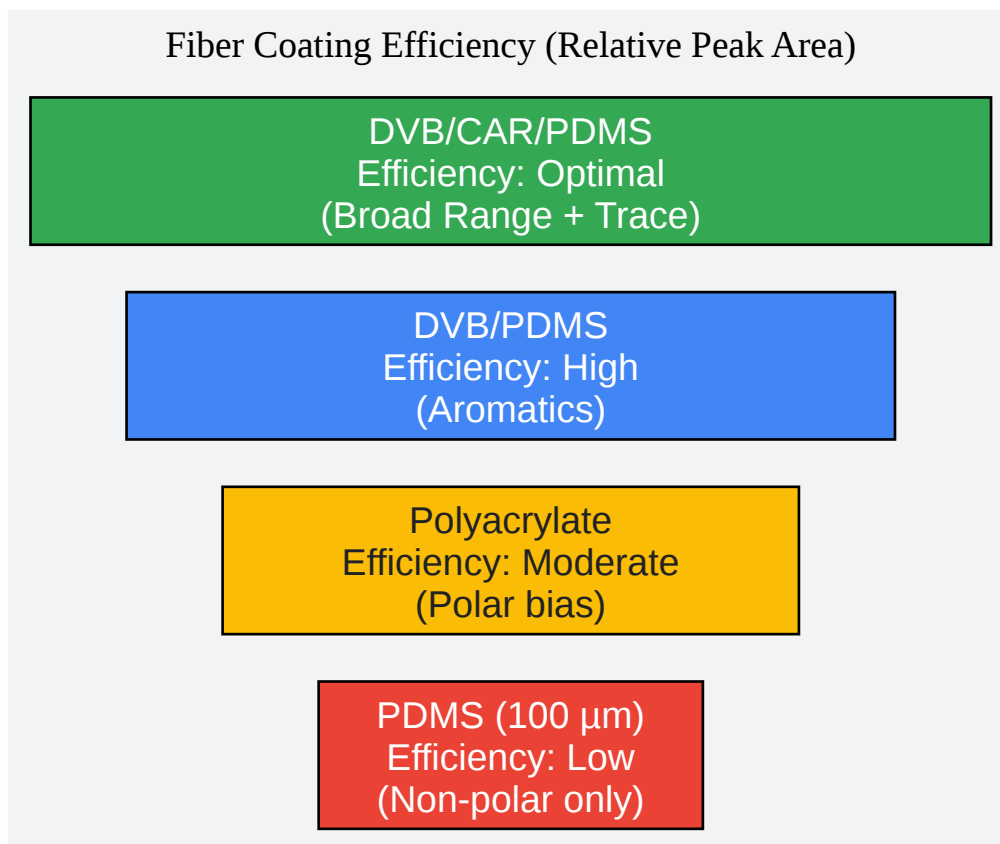 Fiber Coating Efficiency (Relative Peak Area)
DVB/CAR/PDMS
Efficiency: Optimal
(Broad Range + Trace)
DVB/PDMS
Efficiency: High
(Aromatics)
Polyacrylate
Efficiency: Moderate
(Polar bias)
PDMS (100 µm)
Efficiency: Low
(Non-polar only)